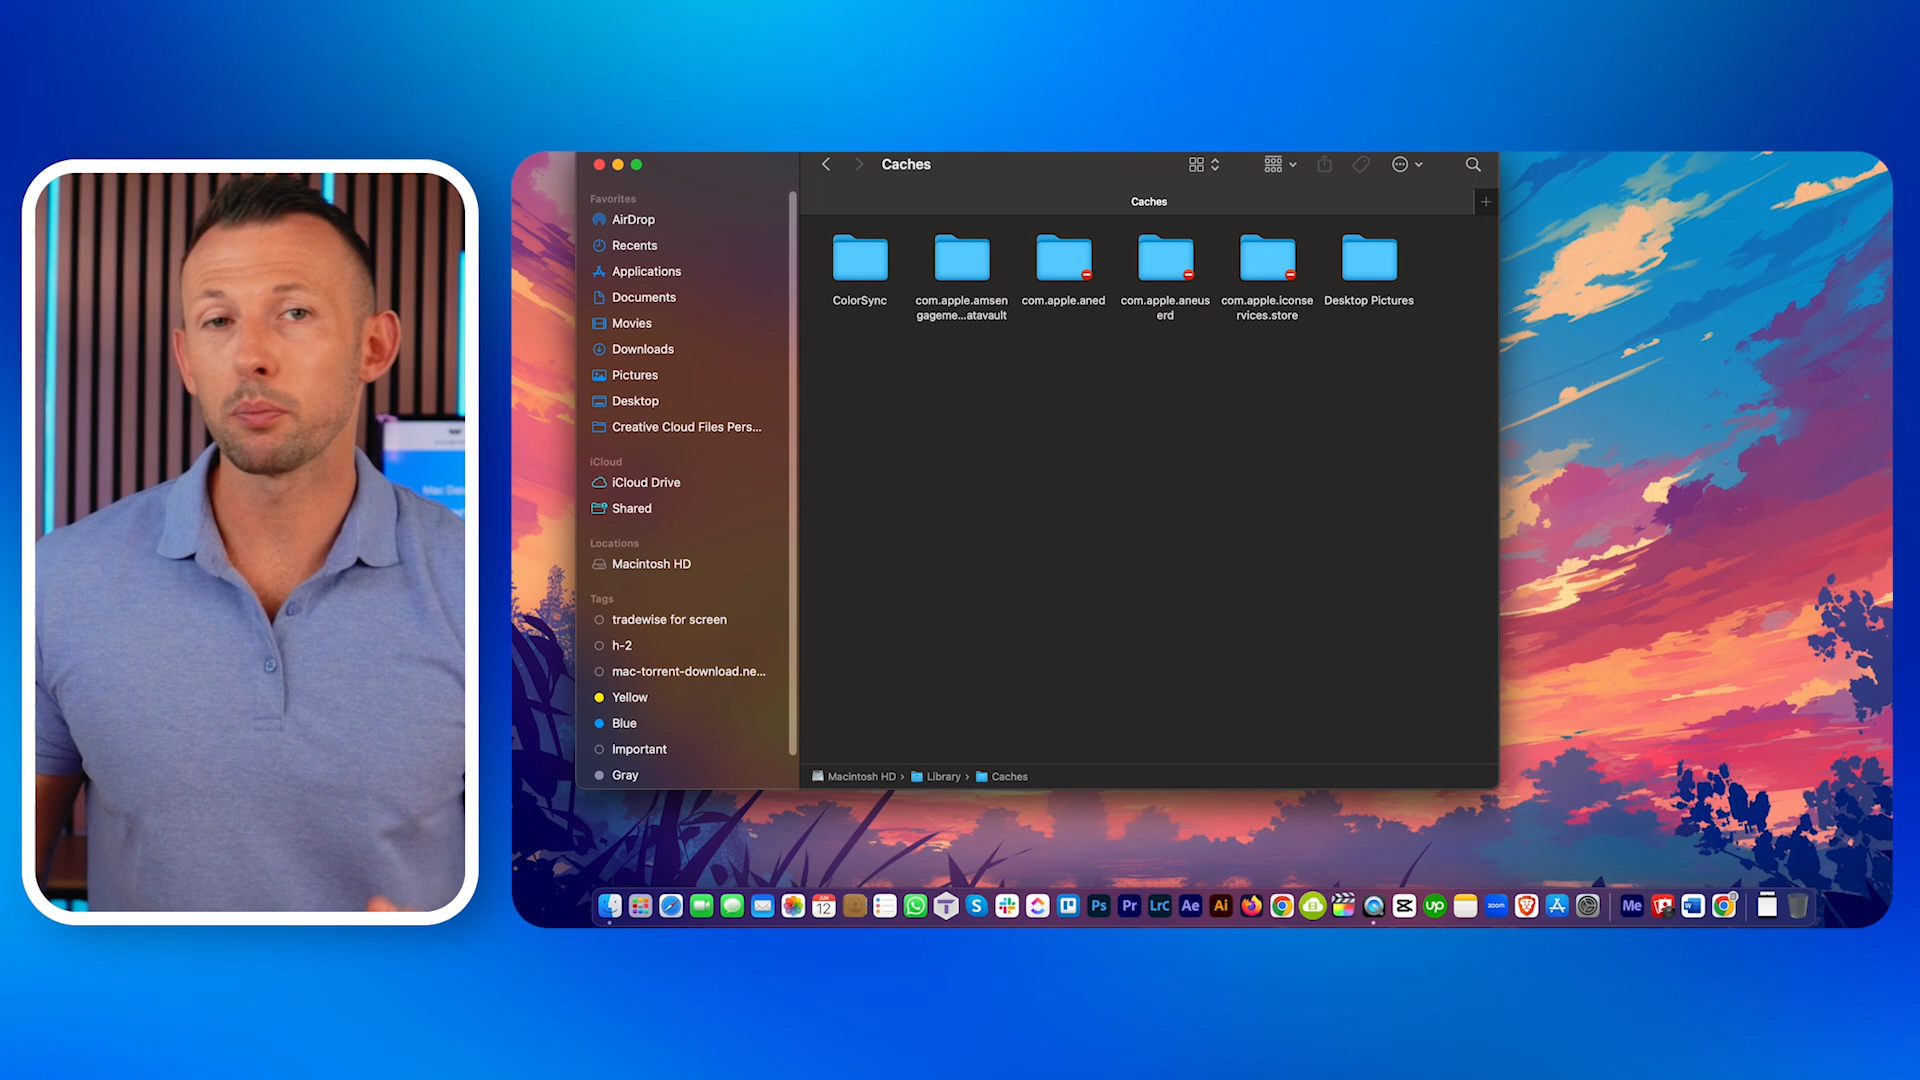 Caches
Caches
Favorites
AirDrop
Recents
Applications
Documents
Movies
Downloads
Pictures
Desktop
Creative Cloud Files Pers...
iCloud
iCloud Drive
Shared
Locations
Macintosh HD
Tags
tradewise for screen
h-2
mac-torrent-download.ne...
Yellow
Blue
Important
Gray
ColorSync
com.apple.amsen
gageme...atavault
com.apple.aned
com.apple.aneus
erd
com.apple.iconse
rvices.store
Desktop Pictures
Macintosh HD › Library › Caches
12
Ps
Pr
LrC
Ae
Ai
up
zoom
Me
W